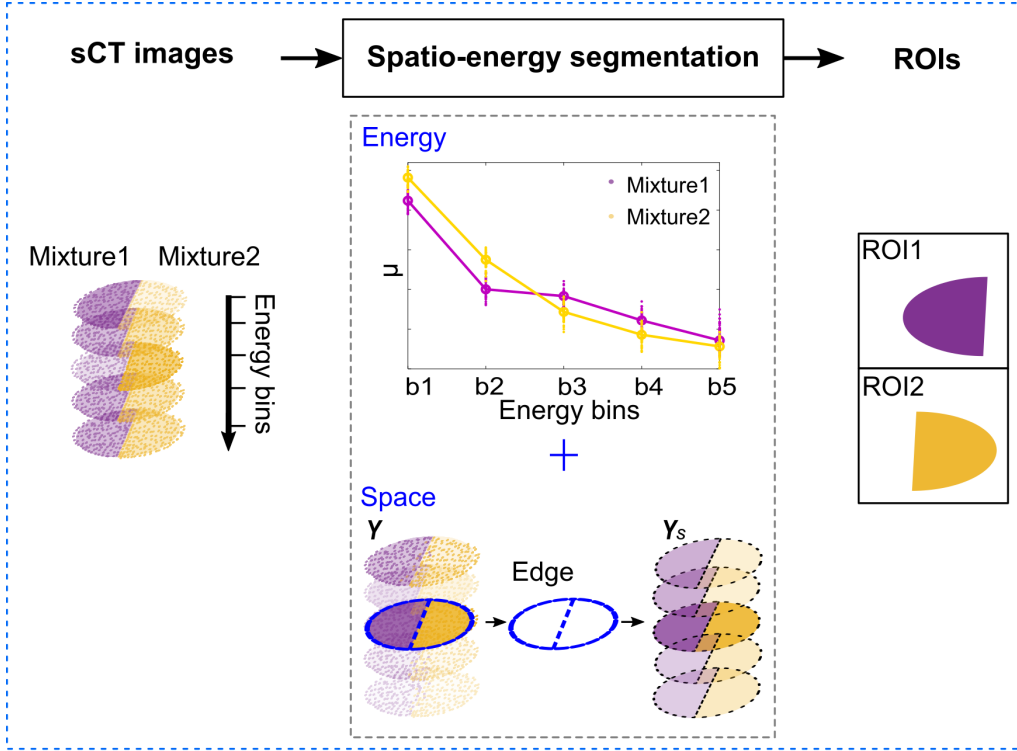 sCT images
Spatio-energy segmentation
ROIs
Energy
Mixture1
Mixture2
μ
b1 b2 b3 b4 b5
Energy bins
Mixture1 Mixture2
Energy bins
ROI1
ROI2
+
Space
Y
Edge
Ys